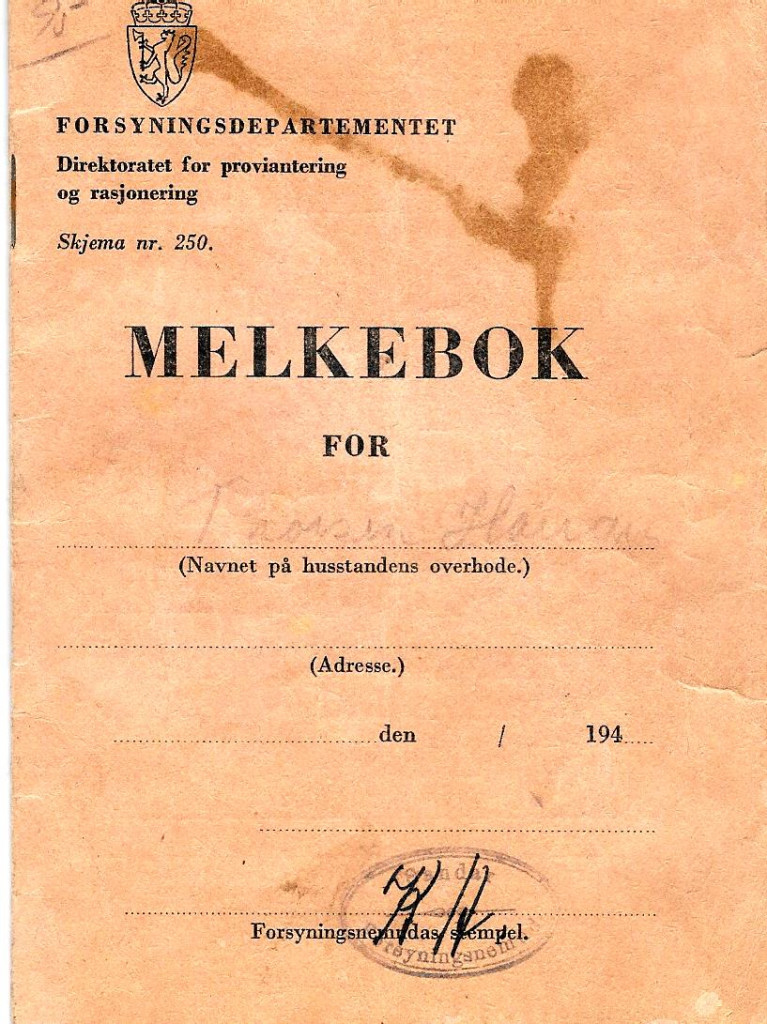 FORSYNINGSDEPARTEMENTET
Direktoratet for proviantering
og rasjonering
Skjema nr. 250.
MELKEBOK
FOR
(Navnet på husstandens overhode.)
(Adresse.)
den / 194
Forsyningsnemndas stempel.